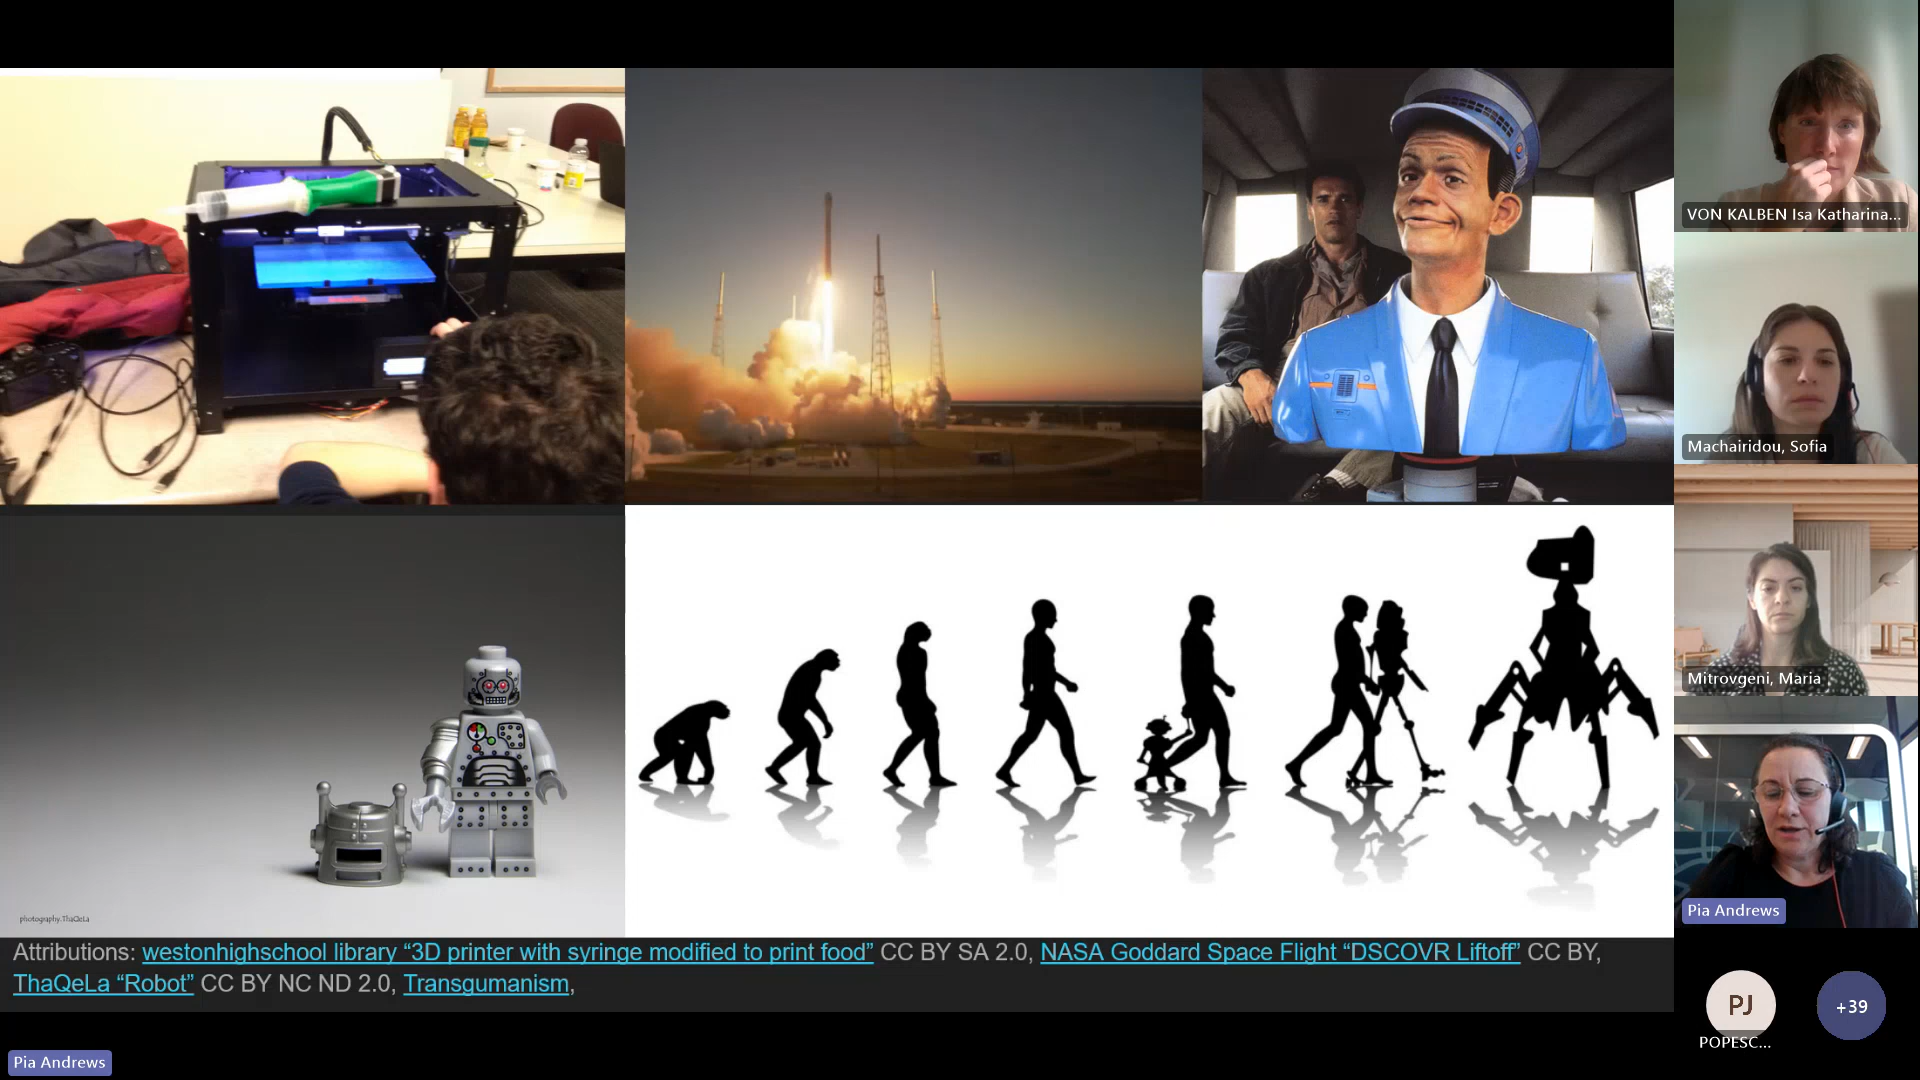 VON KALBEN Isa Katharina...
Machairidou, Sofia
Mitrovgeni, Maria
Pia Andrews
photography.ThaQeLa
Attributions: westonhighschool library “3D printer with syringe modified to print food” CC BY SA 2.0, NASA Goddard Space Flight “DSCOVR Liftoff” CC BY,
ThaQeLa “Robot” CC BY NC ND 2.0, Transgumanism,
PJ
+39
POPESC...
Pia Andrews